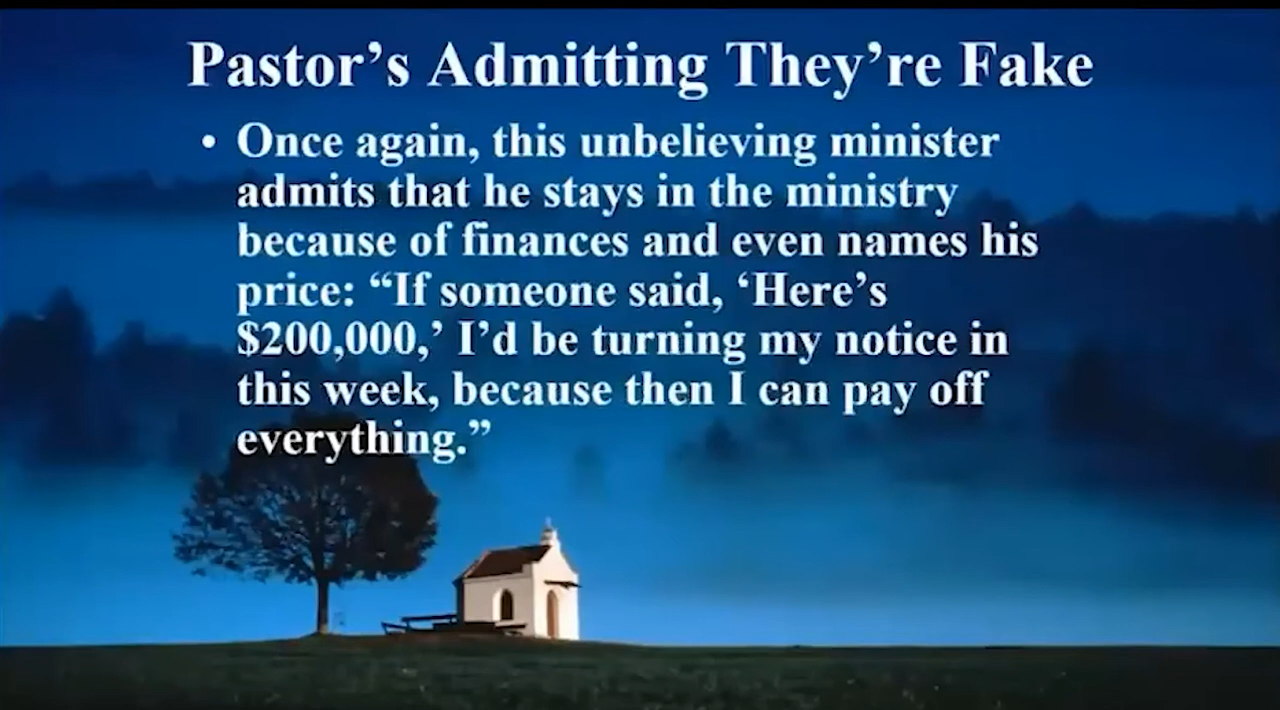 Pastor’s Admitting They’re Fake
• Once again, this unbelieving minister
admits that he stays in the ministry
because of finances and even names his
price: “If someone said, ‘Here’s
$200,000,’ I’d be turning my notice in
this week, because then I can pay off
everything.”